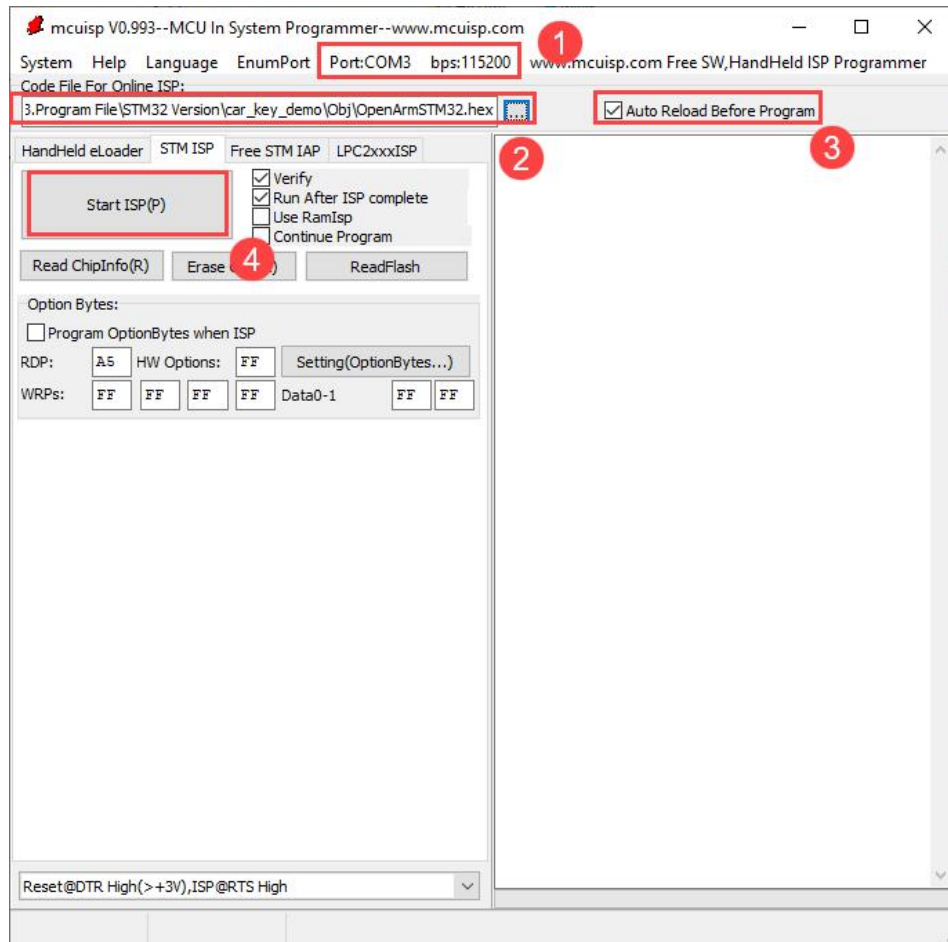 mcuisp V0.993--MCU In System Programmer--www.mcuisp.com
1
System Help Language EnumPort Port:COM3 bps:115200 www.mcuisp.com Free SW,HandHeld ISP Programmer
Code File For Online ISP:
3.Program File\STM32 Version\car_key_demo\Obj\OpenArmSTM32.hex ... Auto Reload Before Program
2
3
HandHeld eLoader STM ISP Free STM IAP LPC2xxxISP
Start ISP(P)
Verify
Run After ISP complete
Use RamIsp
Continue Program
4
Read ChipInfo(R) Erase ReadFlash
Option Bytes:
Program OptionBytes when ISP
RDP: A5 HW Options: FF Setting(OptionBytes...)
WRPs: FF FF FF FF Data0-1 FF FF
Reset@DTR High(>+3V),ISP@RTS High